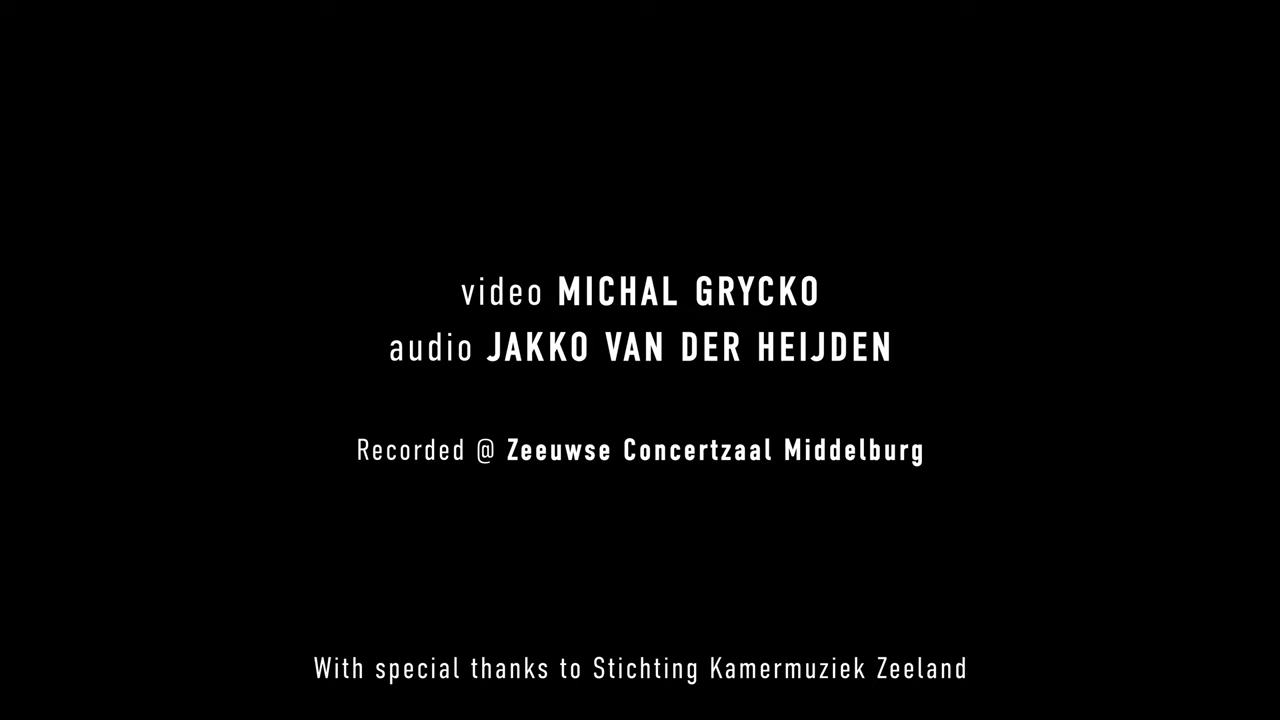 video MICHAL GRYCKO
audio JAKKO VAN DER HEIJDEN
Recorded @ Zeeuwse Concertzaal Middelburg
With special thanks to Stichting Kamermuziek Zeeland